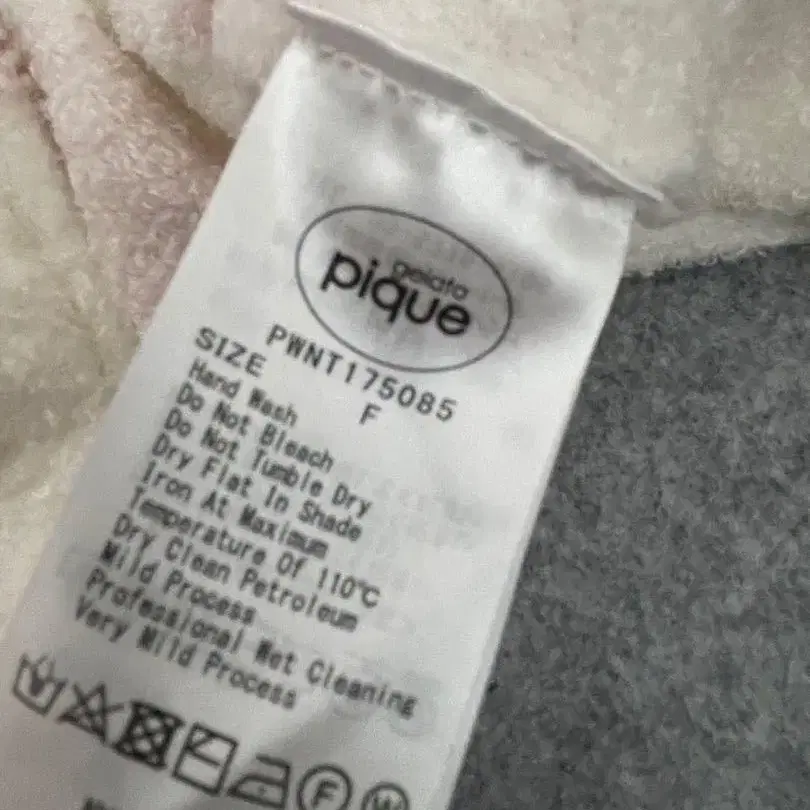 gelato
pique
PWNT175085
SIZE F
Hand Wash
Do Not Bleach
Do Not Tumble Dry
Dry Flat In Shade
Iron At Maximum
Temperature Of 110℃
Dry Clean Petroleum
Mild Process
Professional Wet Cleaning
Very Mild Process
F W